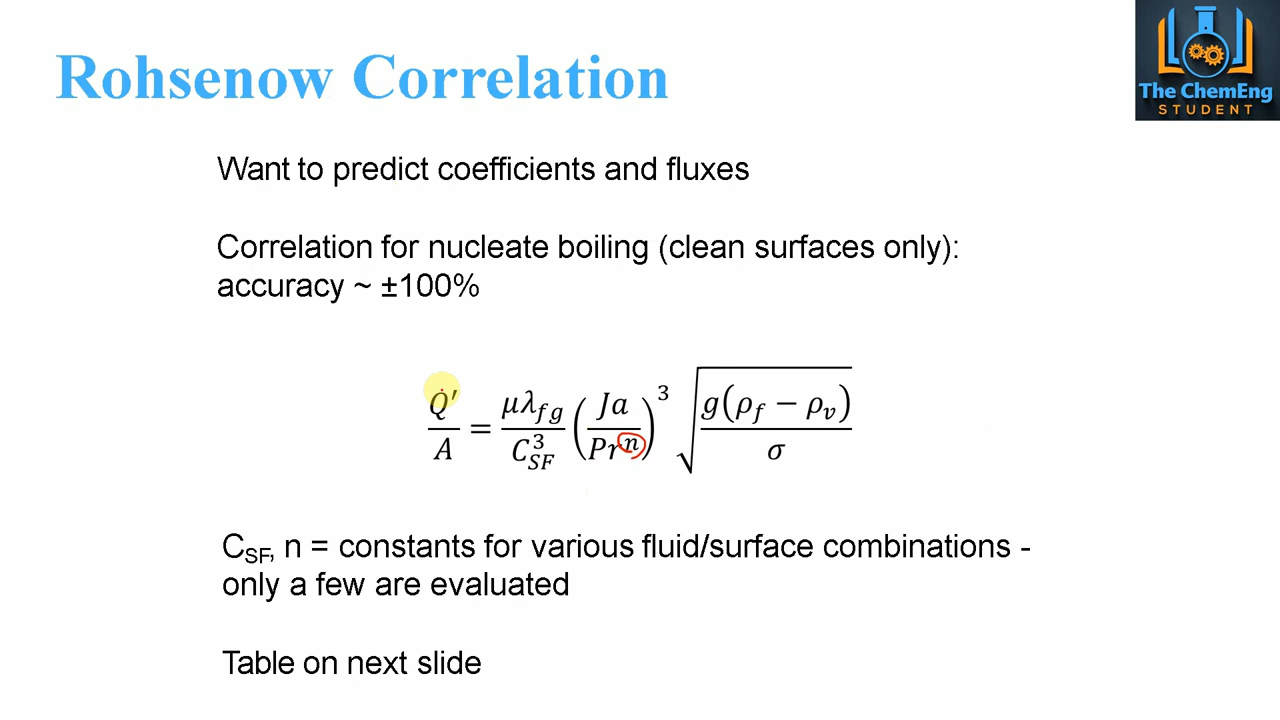 Rohsenow Correlation
The ChemEng
STUDENT
Want to predict coefficients and fluxes
Correlation for nucleate boiling (clean surfaces only):
accuracy ~ ±100%
Q̇′/A = μλ_fg/C_SF^3 (Ja/Pr^n)^3 √(g(ρ_f − ρ_v)/σ)
C_SF, n = constants for various fluid/surface combinations -
only a few are evaluated
Table on next slide